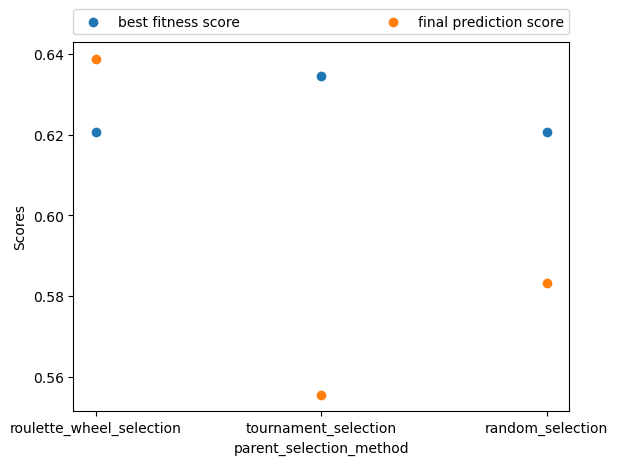 best fitness score
final prediction score
0.64
0.62
0.60
0.58
0.56
Scores
roulette_wheel_selection tournament_selection random_selection
parent_selection_method